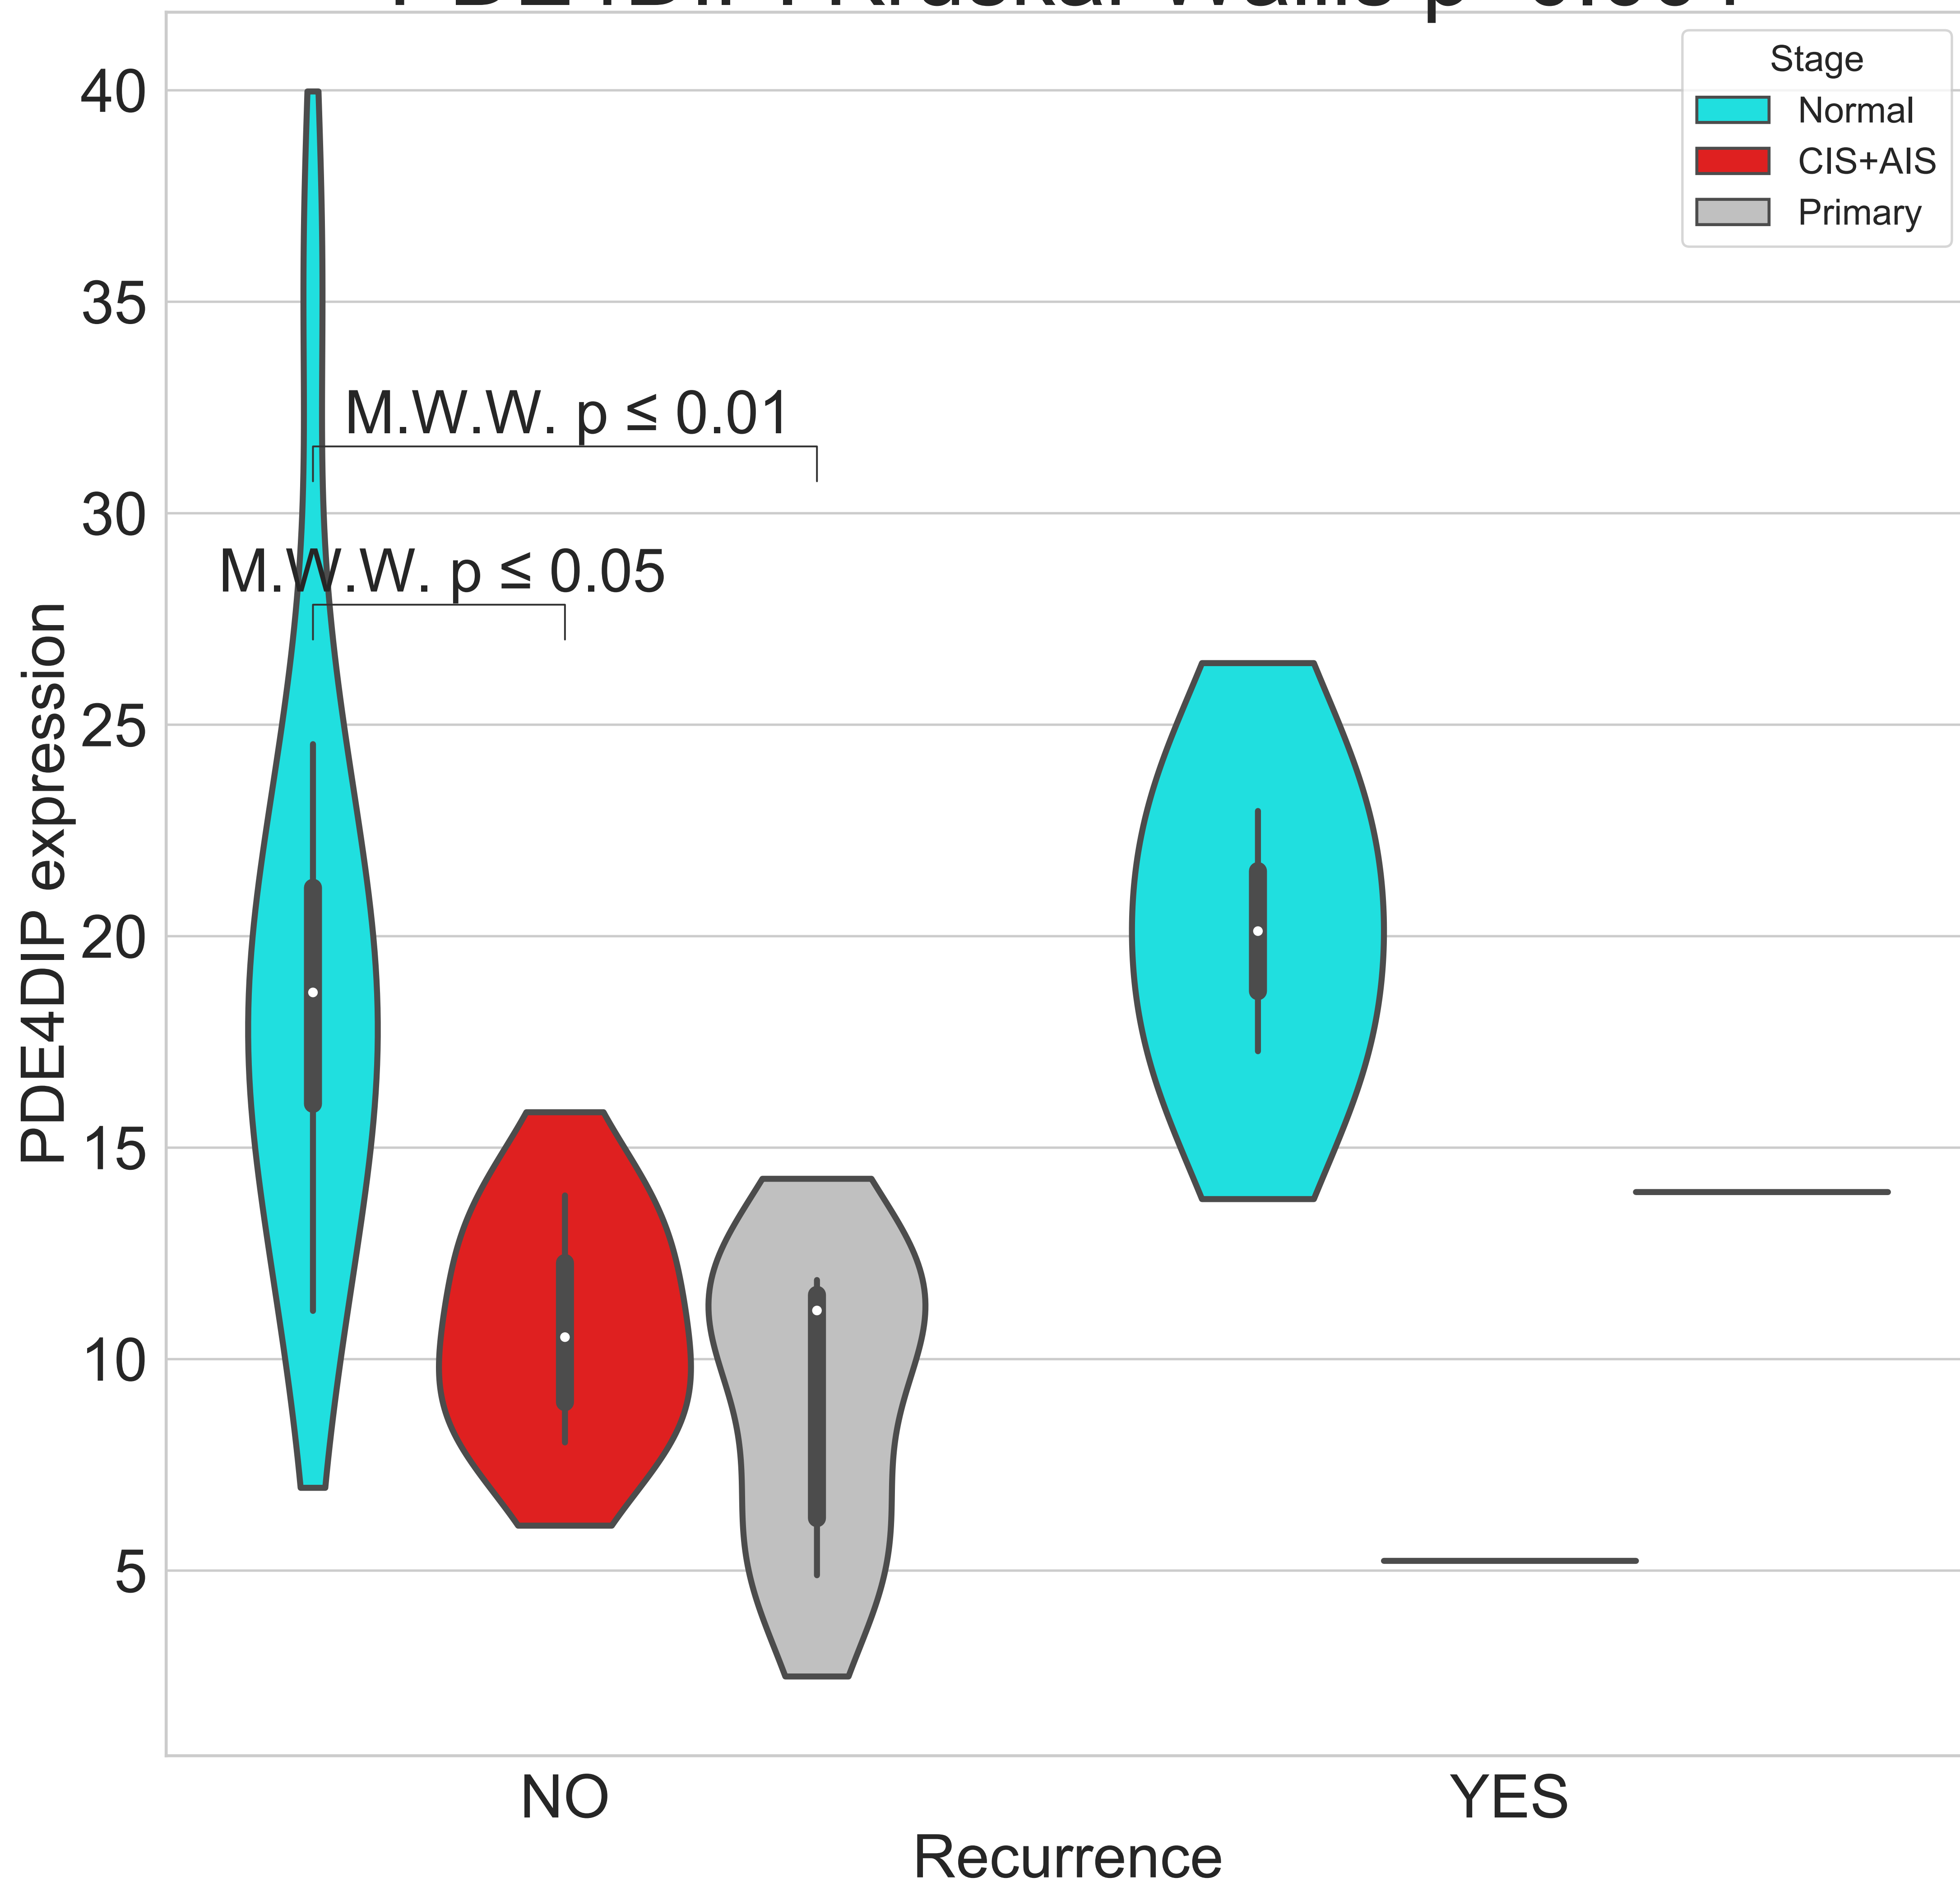 Stage
Normal
CIS+AIS
Primary
40
35
30
25
20
15
10
5
M.W.W. p ≤ 0.01
M.W.W. p ≤ 0.05
PDE4DIP expression
NO
YES
Recurrence